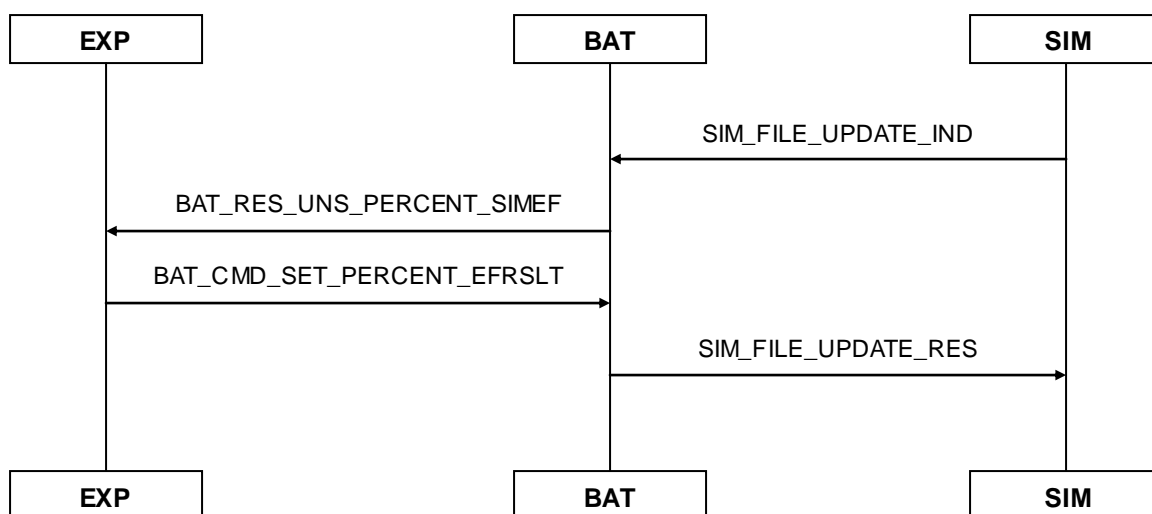 EXP BAT SIM
SIM_FILE_UPDATE_IND
BAT_RES_UNS_PERCENT_SIMEF
BAT_CMD_SET_PERCENT_EFRSLT
SIM_FILE_UPDATE_RES
EXP BAT SIM